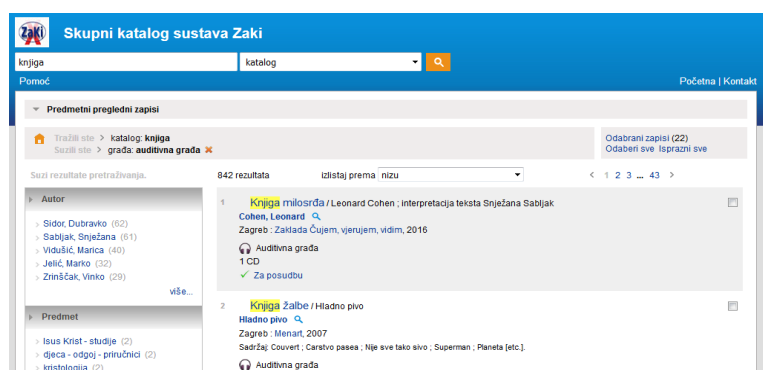 ZaKi
Skupni katalog sustava Zaki
knjiga
katalog
Pomoć
Početna | Kontakt
Predmetni pregledni zapisi
Tražili ste > katalog: knjiga
Suzili ste > građa: auditivna građa
Odabrani zapisi (22)
Odaberi sve Isprazni sve
Suzi rezultate pretraživanja.
842 rezultata
izlistaj prema nizu
< 1 2 3 ... 43 >
Autor
Sidor, Dubravko (62)
Sabljak, Snježana (61)
Vidušić, Marica (40)
Jelić, Marko (32)
Zrinščak, Vinko (29)
više...
Predmet
Isus Krist - studije (2)
djeca - odgoj - priručnici (2)
kristologija (2)
1 Knjiga milosrđa / Leonard Cohen ; interpretacija teksta Snježana Sabljak
Cohen, Leonard
Zagreb : Zaklada Čujem, vjerujem, vidim, 2016
Auditivna građa
1 CD
Za posudbu
2 Knjiga žalbe / Hladno pivo
Hladno pivo
Zagreb : Menart, 2007
Sadržaj: Couvert ; Carstvo pasea ; Nije sve tako sivo ; Superman ; Planeta [etc.].
Auditivna građa